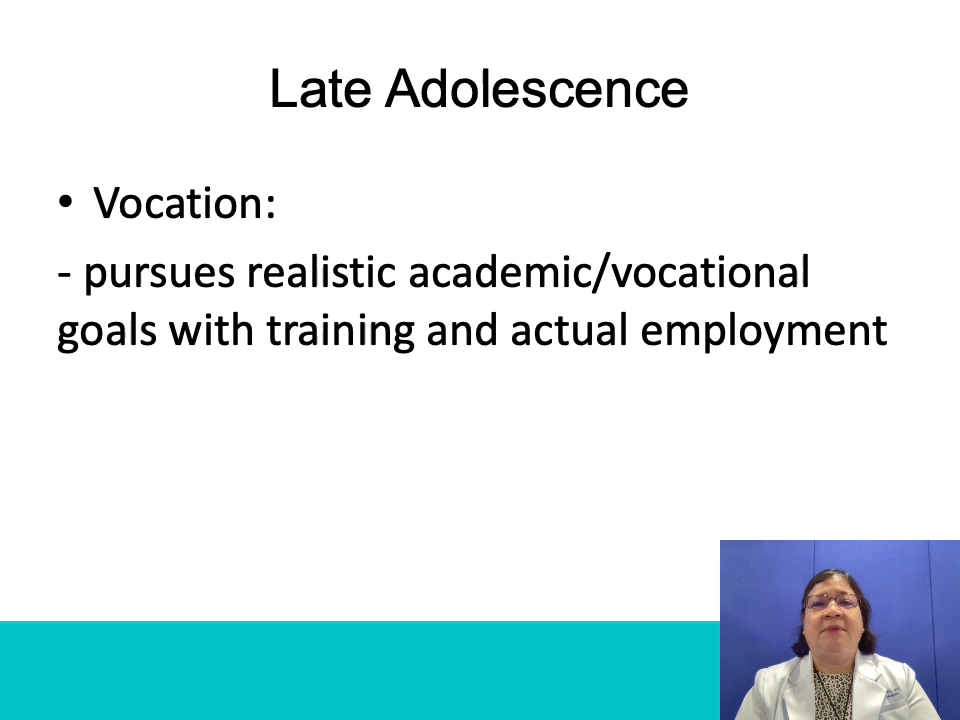 Late Adolescence
• Vocation:
- pursues realistic academic/vocational
goals with training and actual employment